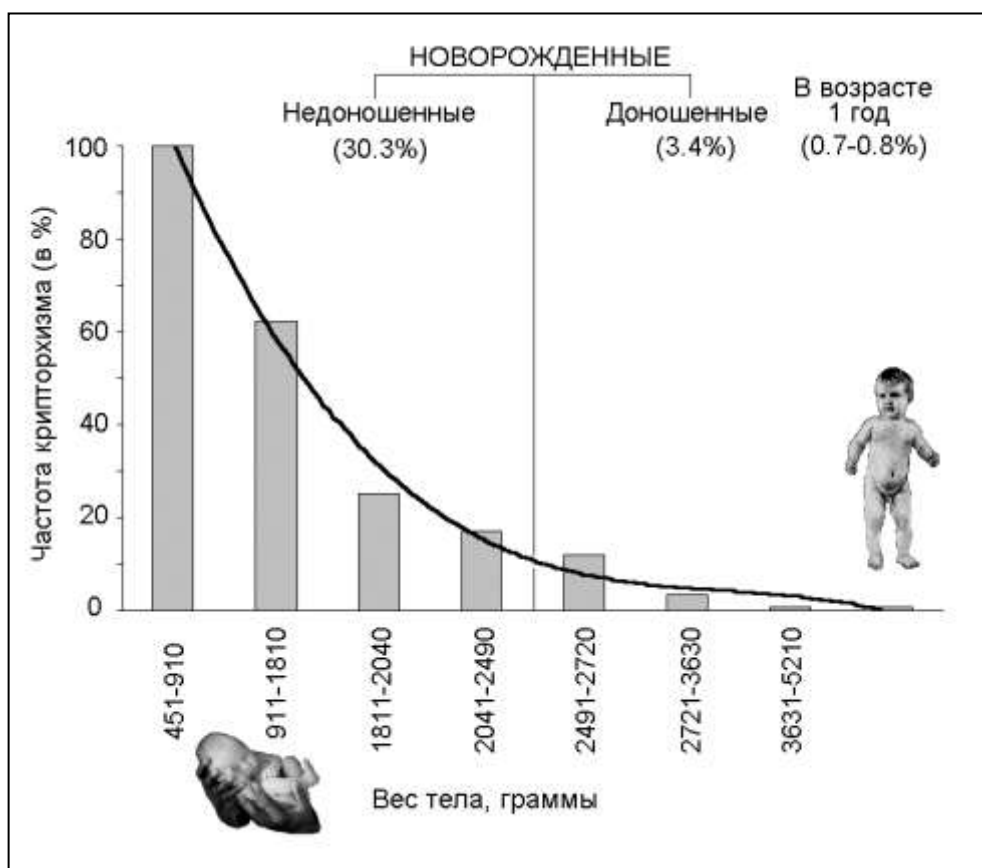 НОВОРОЖДЕННЫЕ
Недоношенные
(30.3%)
Доношенные
(3.4%)
В возрасте
1 год
(0.7-0.8%)
Частота крипторхизма (в %)
100
80
60
40
20
0
451-910
911-1810
1811-2040
2041-2490
2491-2720
2721-3630
3631-5210
Вес тела, граммы